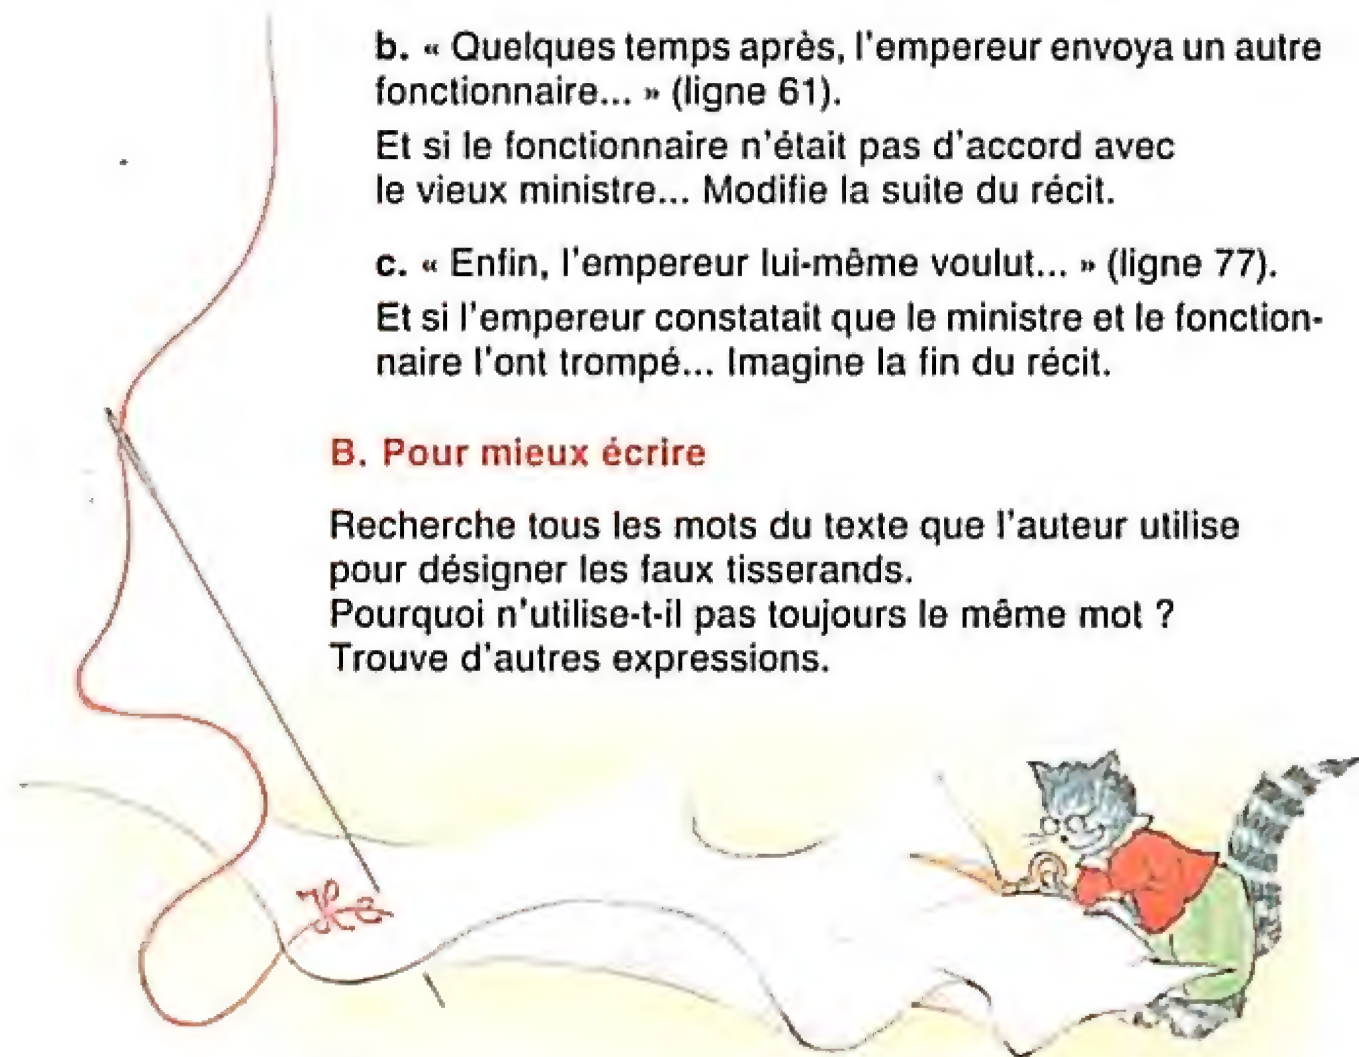 b. « Quelques temps après, l'empereur envoya un autre
fonctionnaire... » (ligne 61).
Et si le fonctionnaire n'était pas d'accord avec
le vieux ministre... Modifie la suite du récit.
c. « Enfin, l'empereur lui-même voulut... » (ligne 77).
Et si l'empereur constatait que le ministre et le fonction-
naire l'ont trompé... Imagine la fin du récit.
B. Pour mieux écrire
Recherche tous les mots du texte que l'auteur utilise
pour désigner les faux tisserands.
Pourquoi n'utilise-t-il pas toujours le même mot ?
Trouve d'autres expressions.